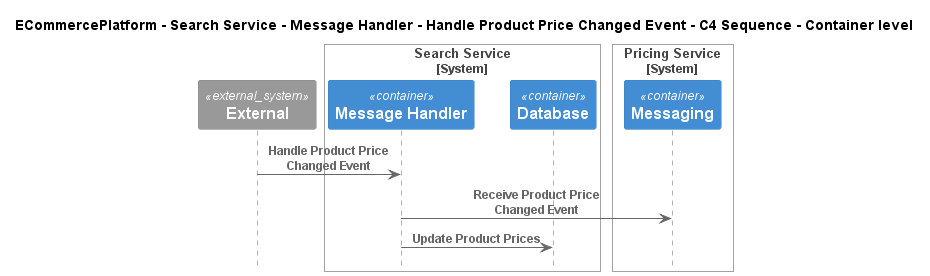 ECommercePlatform - Search Service - Message Handler - Handle Product Price Changed Event - C4 Sequence - Container level
Search Service
[System]
Pricing Service
[System]
«external_system»
External
«container»
Message Handler
«container»
Database
«container»
Messaging
Handle Product Price
Changed Event
Receive Product Price
Changed Event
Update Product Prices